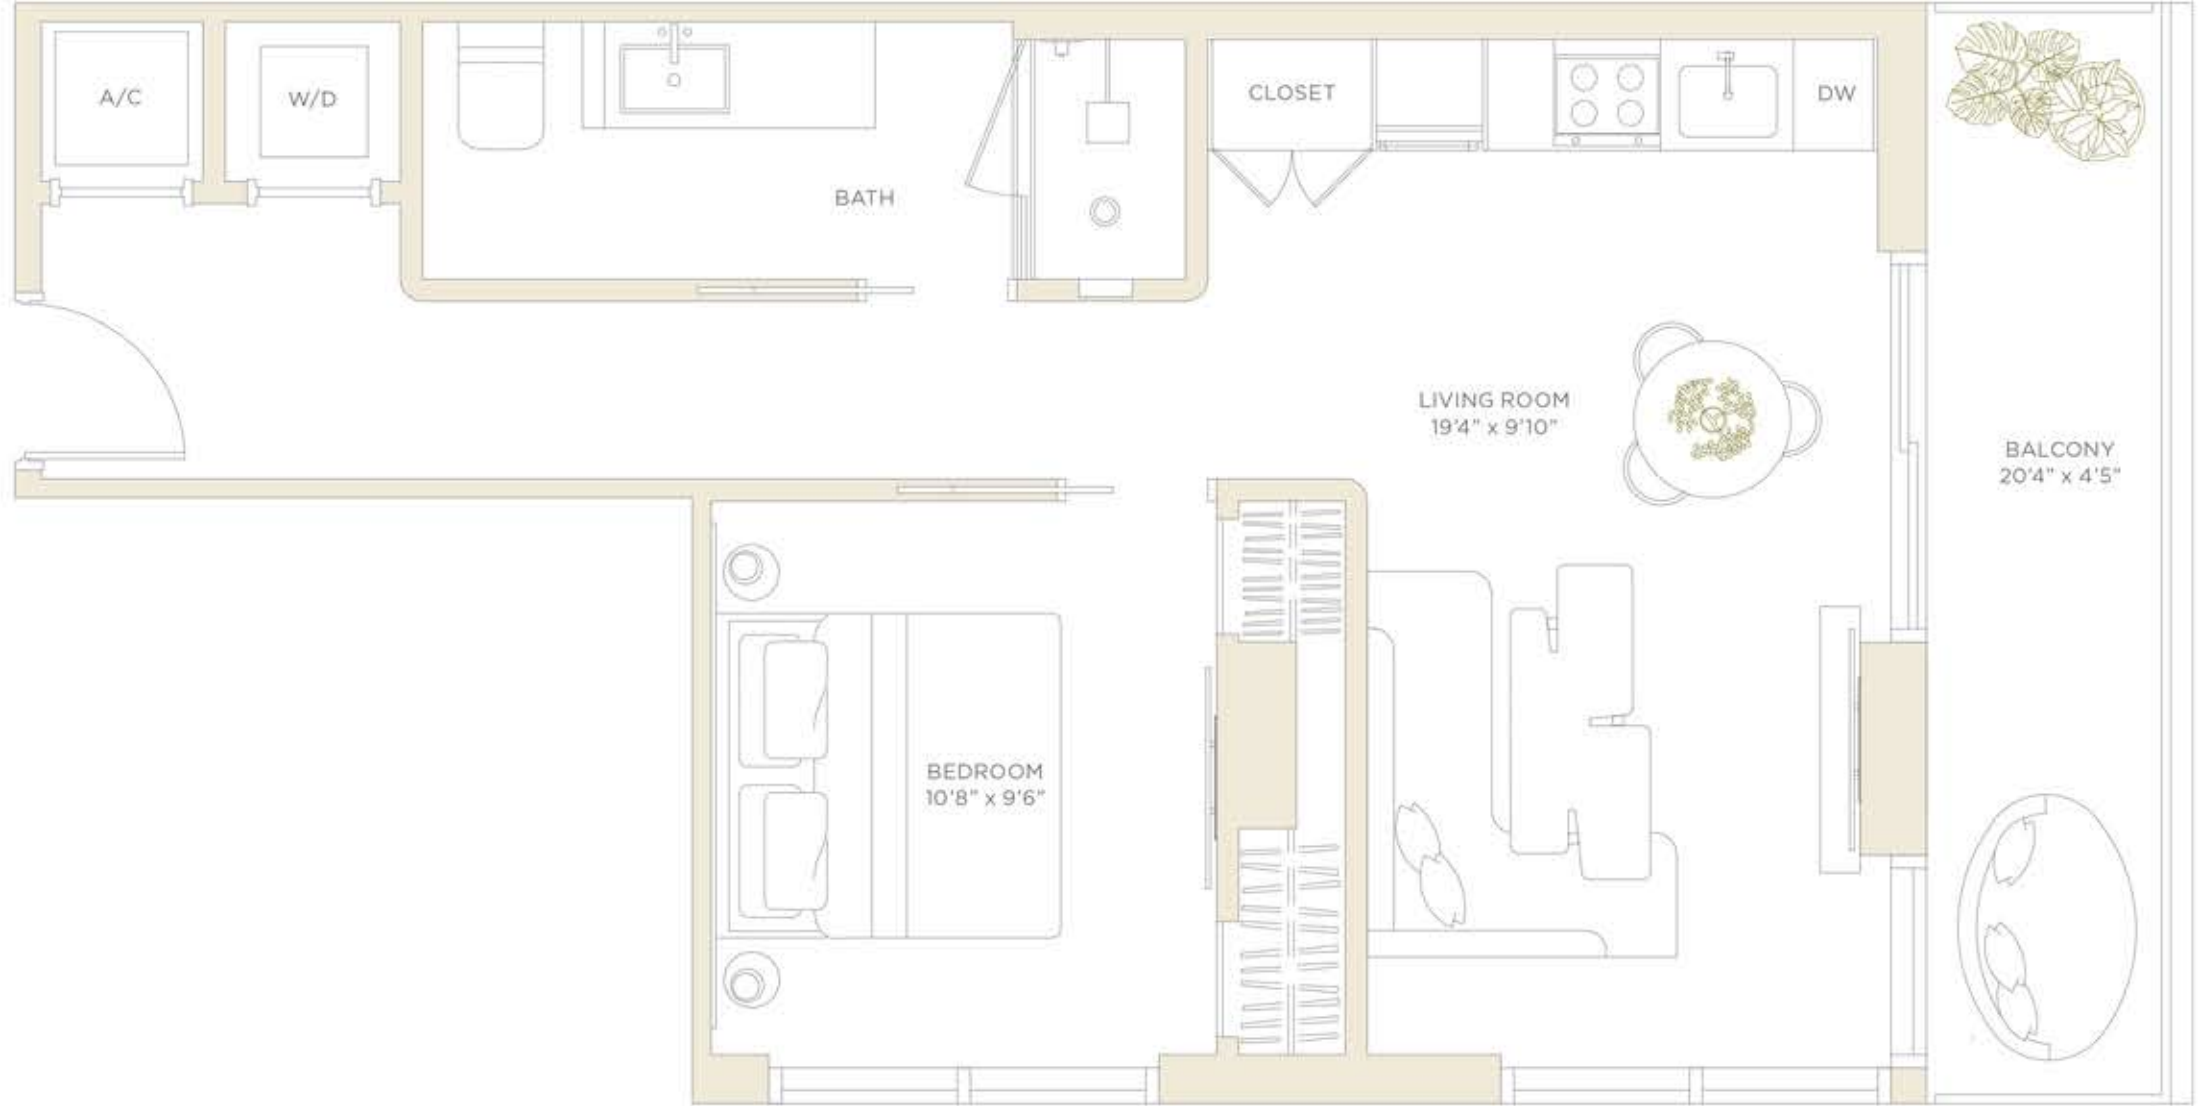 A/C
W/D
BATH
CLOSET
DW
LIVING ROOM
19'4" x 9'10"
BALCONY
20'4" x 4'5"
BEDROOM
10'8" x 9'6"